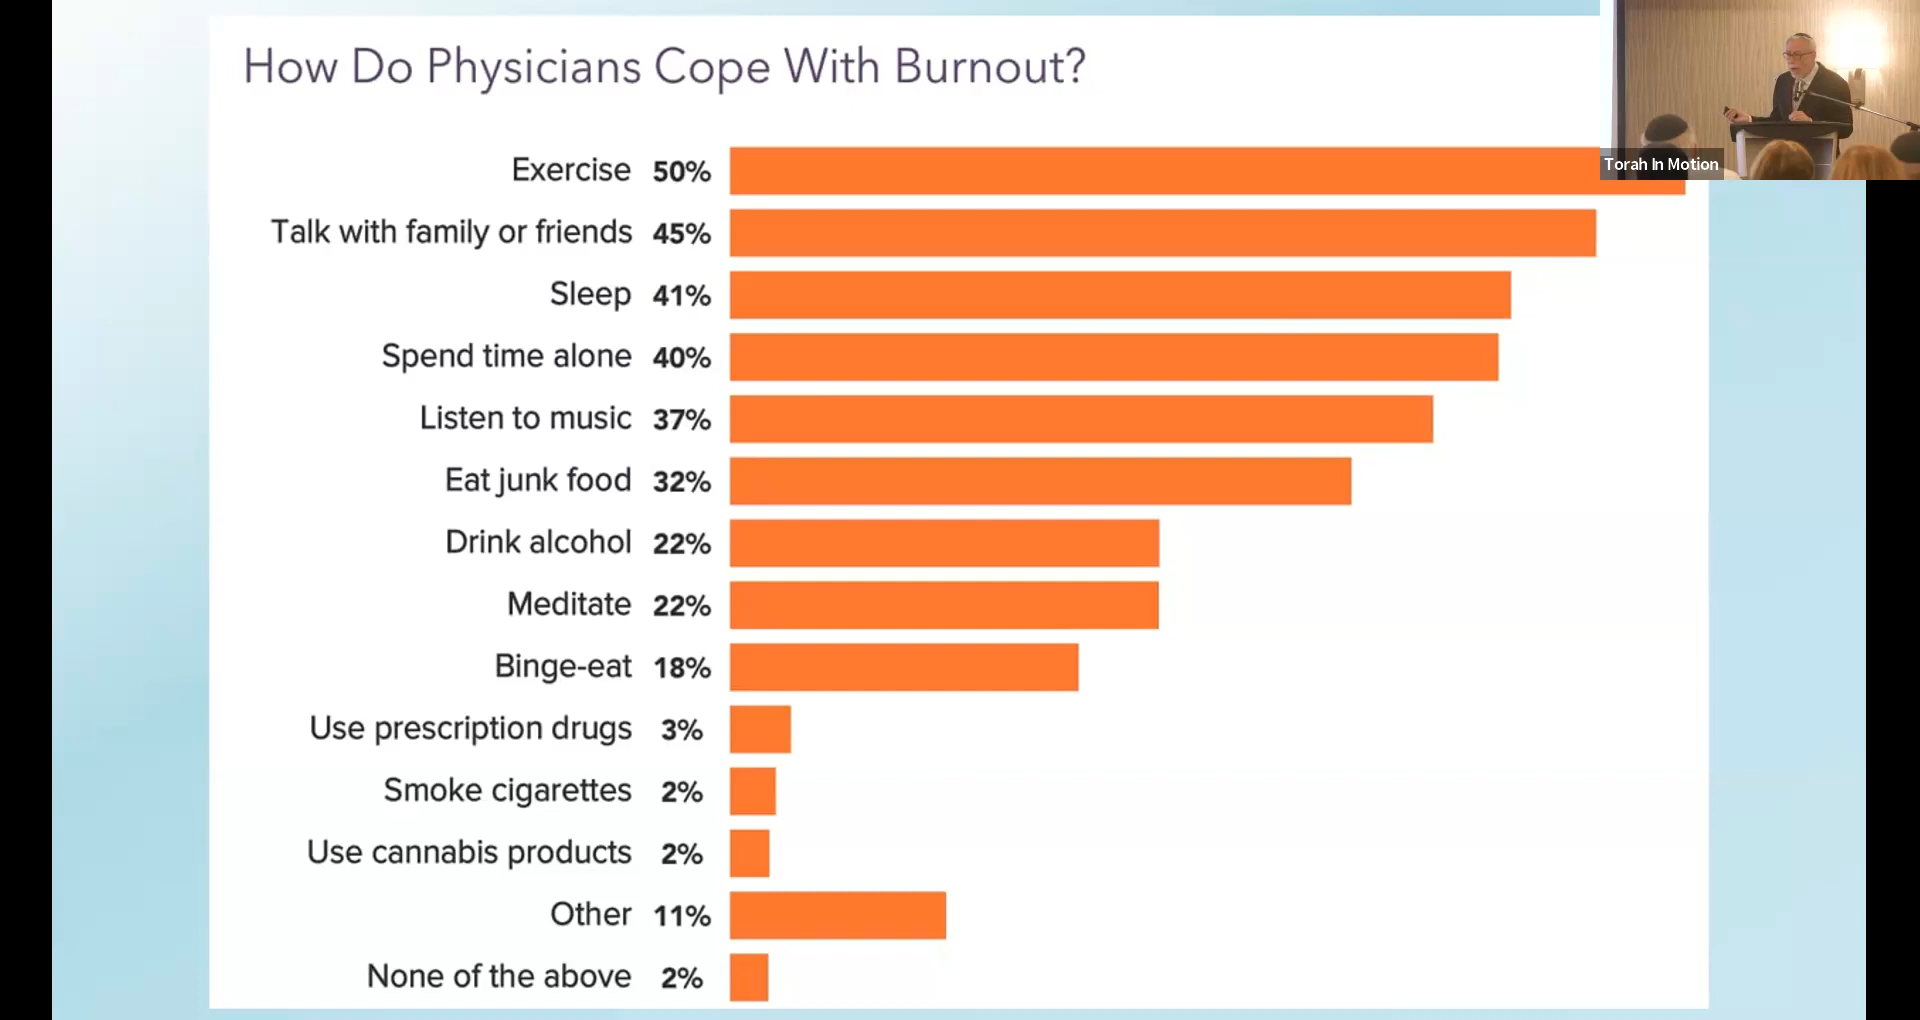 How Do Physicians Cope With Burnout?
Torah In Motion
Exercise 50%
Talk with family or friends 45%
Sleep 41%
Spend time alone 40%
Listen to music 37%
Eat junk food 32%
Drink alcohol 22%
Meditate 22%
Binge-eat 18%
Use prescription drugs 3%
Smoke cigarettes 2%
Use cannabis products 2%
Other 11%
None of the above 2%